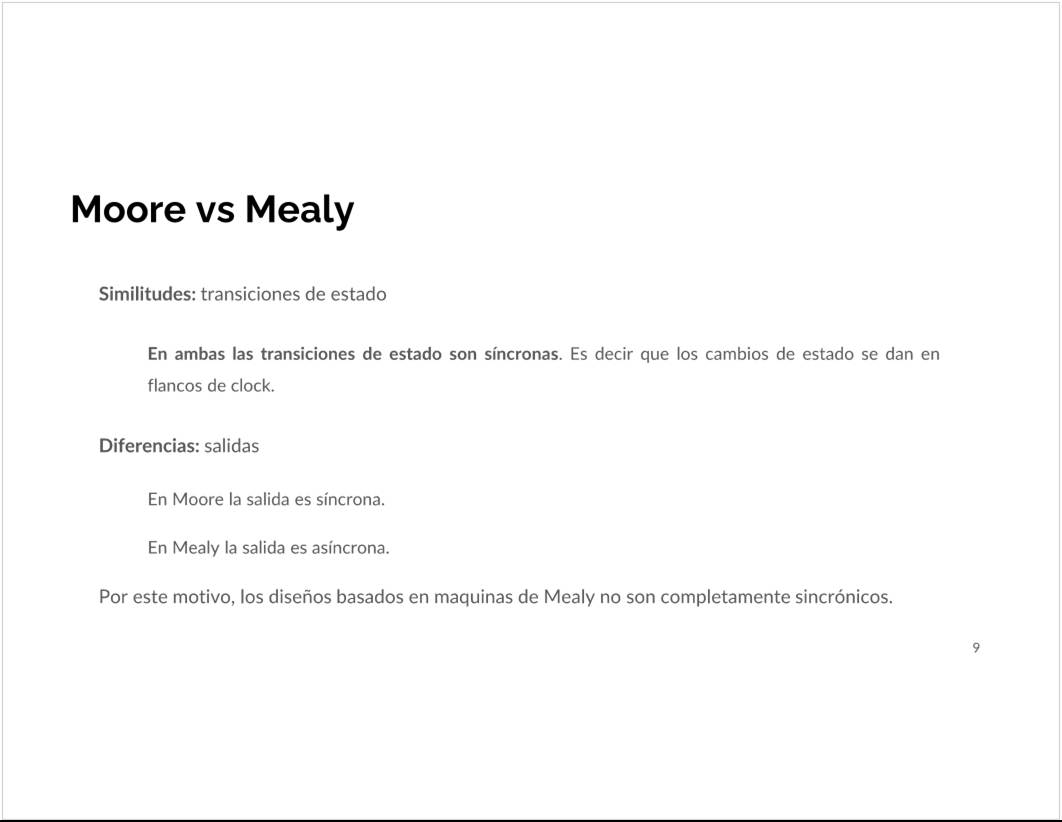 Moore vs Mealy
Similitudes: transiciones de estado
En ambas las transiciones de estado son síncronas. Es decir que los cambios de estado se dan en
flancos de clock.
Diferencias: salidas
En Moore la salida es síncrona.
En Mealy la salida es asíncrona.
Por este motivo, los diseños basados en maquinas de Mealy no son completamente sincrónicos.
9